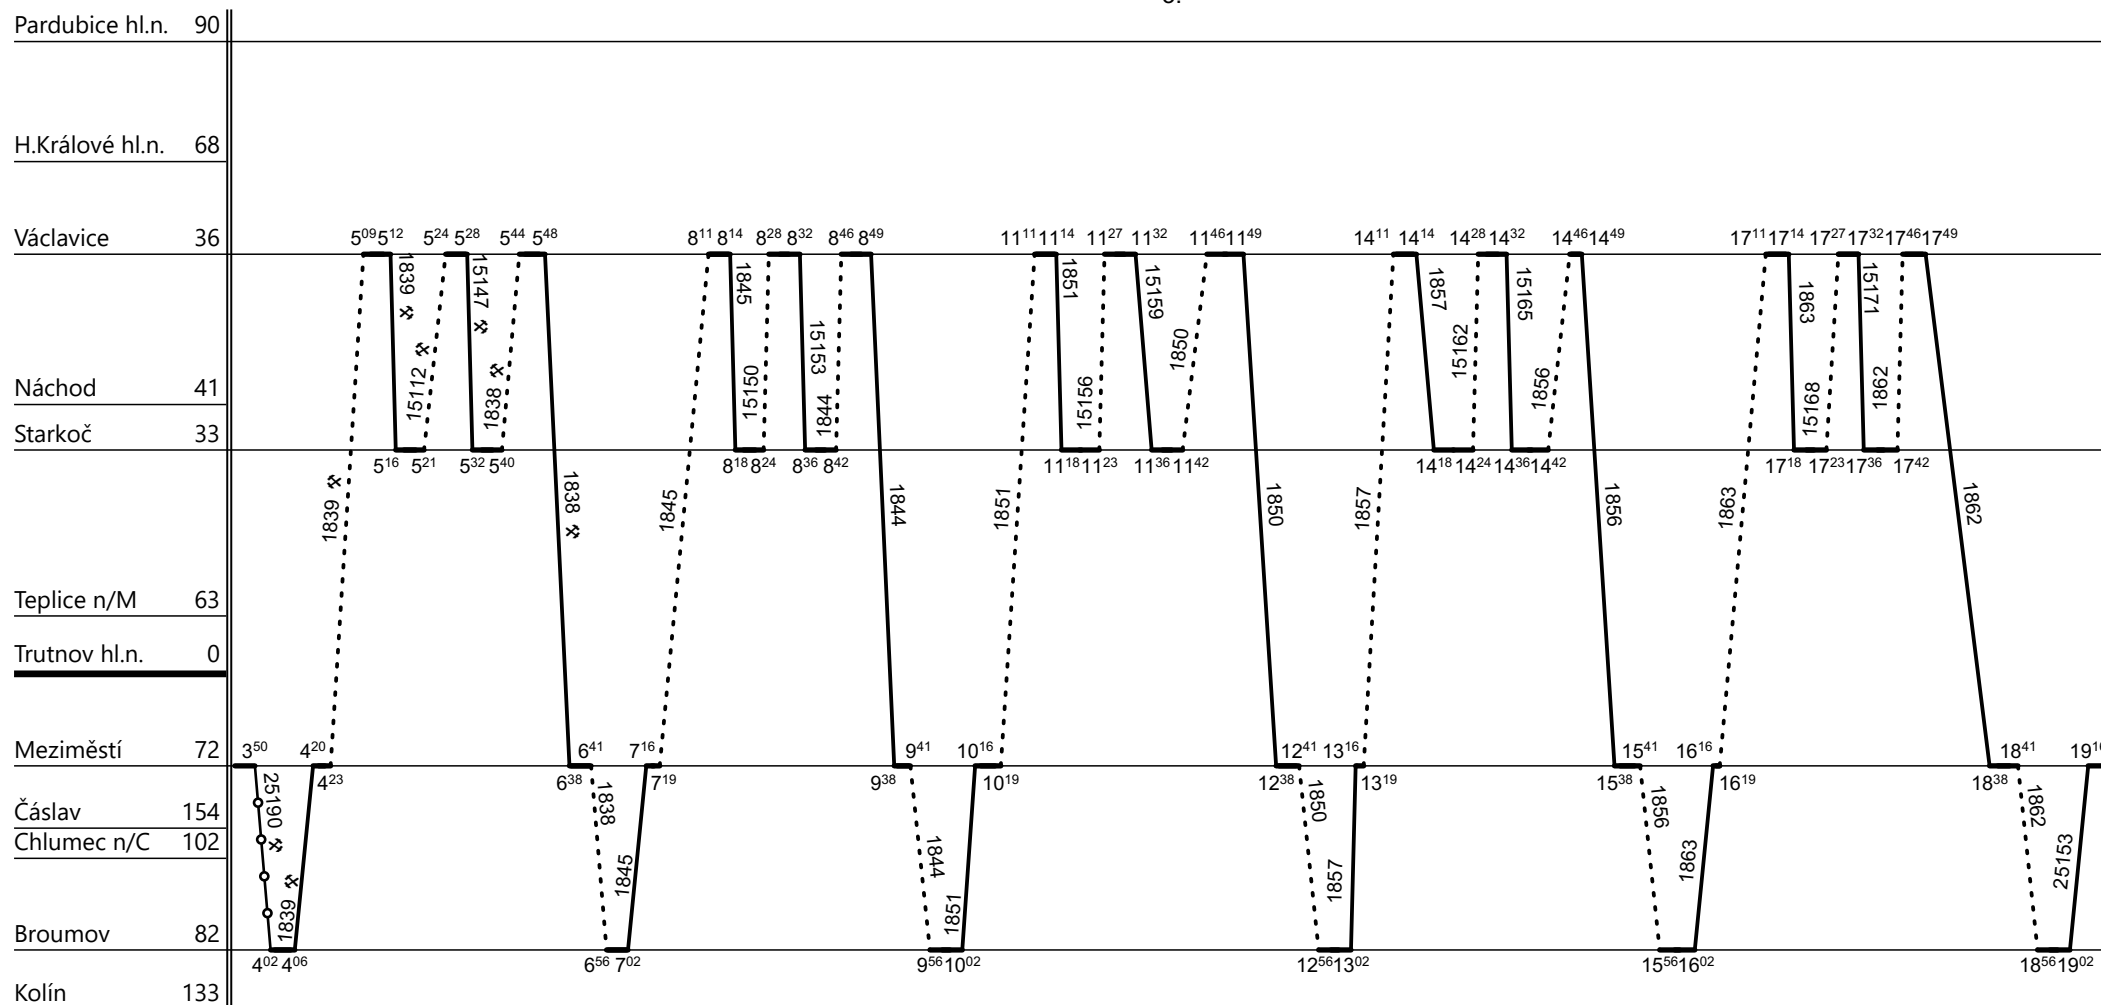 Pardubice hl.n. 90
H.Králové hl.n. 68
Václavice 36
5⁰⁹ 5¹² 5²⁴ 5²⁸ 5⁴⁴ 5⁴⁸ 8¹¹ 8¹⁴ 8²⁸ 8³² 8⁴⁶ 8⁴⁹ 11¹¹ 11¹⁴ 11²⁷ 11³² 11⁴⁶ 11⁴⁹ 14¹¹ 14¹⁴ 14²⁸ 14³² 14⁴⁶ 14⁴⁹ 17¹¹ 17¹⁴ 17²⁷ 17³² 17⁴⁶ 17⁴⁹
1839 ⚒ 15147 ⚒ 1845 15153 1851 15159 1857 15165 1863 15171
15112 ⚒ 1838 ⚒ 15150 1844 15156 1850 15162 1856 15168 1862
Náchod 41
Starkoč 33
5¹⁶ 5²¹ 5³² 5⁴⁰ 8¹⁸ 8²⁴ 8³⁶ 8⁴² 11¹⁸ 11²³ 11³⁶ 11⁴² 14¹⁸ 14²⁴ 14³⁶ 14⁴² 17¹⁸ 17²³ 17³⁶ 17⁴²
1839 ⚒ 1838 ⚒ 1845 1844 1851 1850 1857 1856 1863 1862
Teplice n/M 63
Trutnov hl.n. 0
Meziměstí 72
3⁵⁰ 4²⁰ 6⁴¹ 7¹⁶ 9⁴¹ 10¹⁶ 12⁴¹ 13¹⁶ 15⁴¹ 16¹⁶ 18⁴¹
4²³ 6³⁸ 7¹⁹ 9³⁸ 10¹⁹ 12³⁸ 13¹⁹ 15³⁸ 16¹⁹ 18³⁸
Čáslav 154
Chlumec n/C 102
25190 ⚒ 1839 ⚒ 1838 1845 1844 1851 1850 1857 1856 1863 1862 25153
Broumov 82
4⁰² 4⁰⁶ 6⁵⁶ 7⁰² 9⁵⁶ 10⁰² 12⁵⁶ 13⁰² 15⁵⁶ 16⁰² 18⁵⁶ 19⁰²
Kolín 133